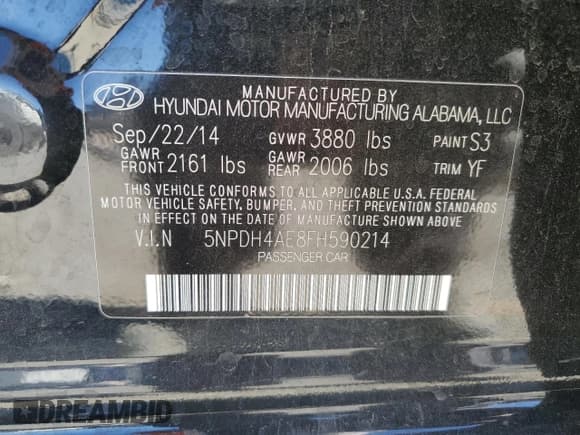 MANUFACTURED BY
HYUNDAI MOTOR MANUFACTURING ALABAMA, LLC
Sep/22/14 GVWR 3880 lbs PAINT S3
GAWR FRONT 2161 lbs GAWR REAR 2006 lbs TRIM YF
THIS VEHICLE CONFORMS TO ALL APPLICABLE U.S.A. FEDERAL
MOTOR VEHICLE SAFETY, BUMPER, AND THEFT PREVENTION STANDARDS
IN EFFECT ON THE DATE OF MANUFACTURE SHOWN ABOVE
V.I.N 5NPDH4AE8FH590214
PASSENGER CAR
DREAMBID